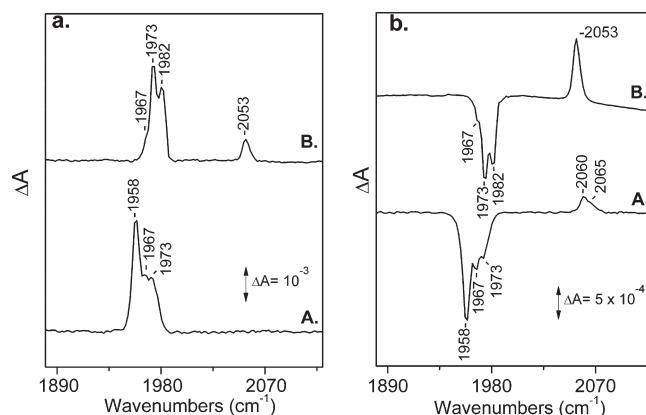 a.
1973
1982
1967
2053
B.
1958
1967
1973
ΔA= 10⁻³
A.
ΔA
1890 1980 2070
Wavenumbers (cm⁻¹)
b.
2053
B.
1967
1973
1982
2060
2065
A.
1967
1973
1958
ΔA= 5 x 10⁻⁴
ΔA
1890 1980 2070
Wavenumbers (cm⁻¹)